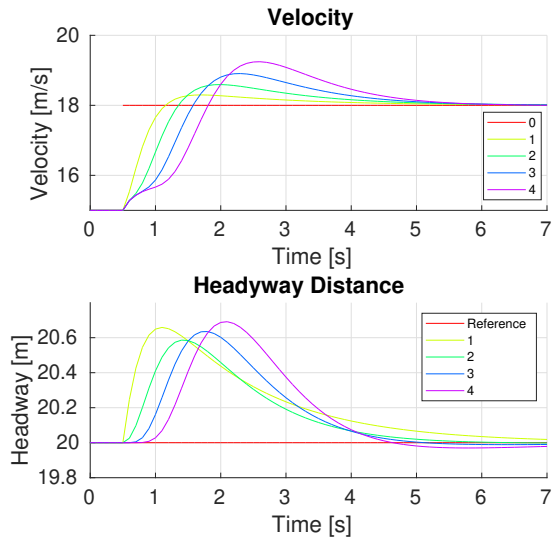 Velocity
Velocity [m/s]
20
18
16
0
1
2
3
4
0 1 2 3 4 5 6 7
Time [s]
Headyway Distance
Headway [m]
20.6
20.4
20.2
20
19.8
Reference
1
2
3
4
0 1 2 3 4 5 6 7
Time [s]